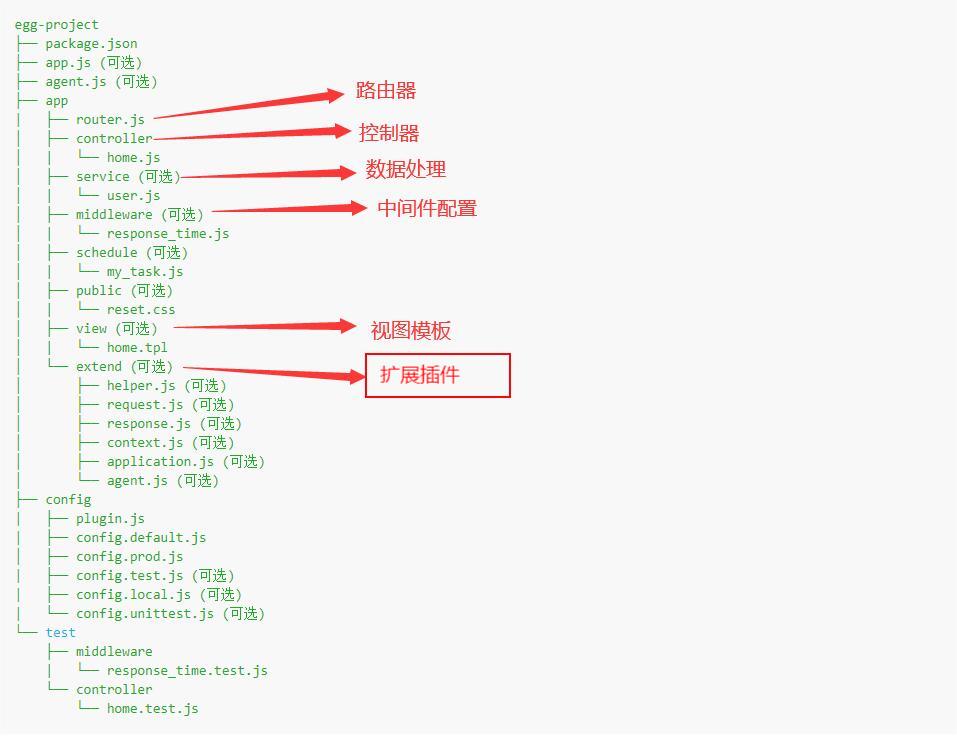 egg-project
├── package.json
├── app.js (可选)
├── agent.js (可选)
├── app
│   ├── router.js 路由器
│   ├── controller 控制器
│   │   └── home.js
│   ├── service (可选) 数据处理
│   │   └── user.js
│   ├── middleware (可选) 中间件配置
│   │   └── response_time.js
│   ├── schedule (可选)
│   │   └── my_task.js
│   ├── public (可选)
│   │   └── reset.css
│   ├── view (可选) 视图模板
│   │   └── home.tpl
│   └── extend (可选) 扩展插件
│       ├── helper.js (可选)
│       ├── request.js (可选)
│       ├── response.js (可选)
│       ├── context.js (可选)
│       ├── application.js (可选)
│       └── agent.js (可选)
├── config
│   ├── plugin.js
│   ├── config.default.js
│   ├── config.prod.js
│   ├── config.test.js (可选)
│   ├── config.local.js (可选)
│   └── config.unittest.js (可选)
└── test
    ├── middleware
    │   └── response_time.test.js
    └── controller
        └── home.test.js